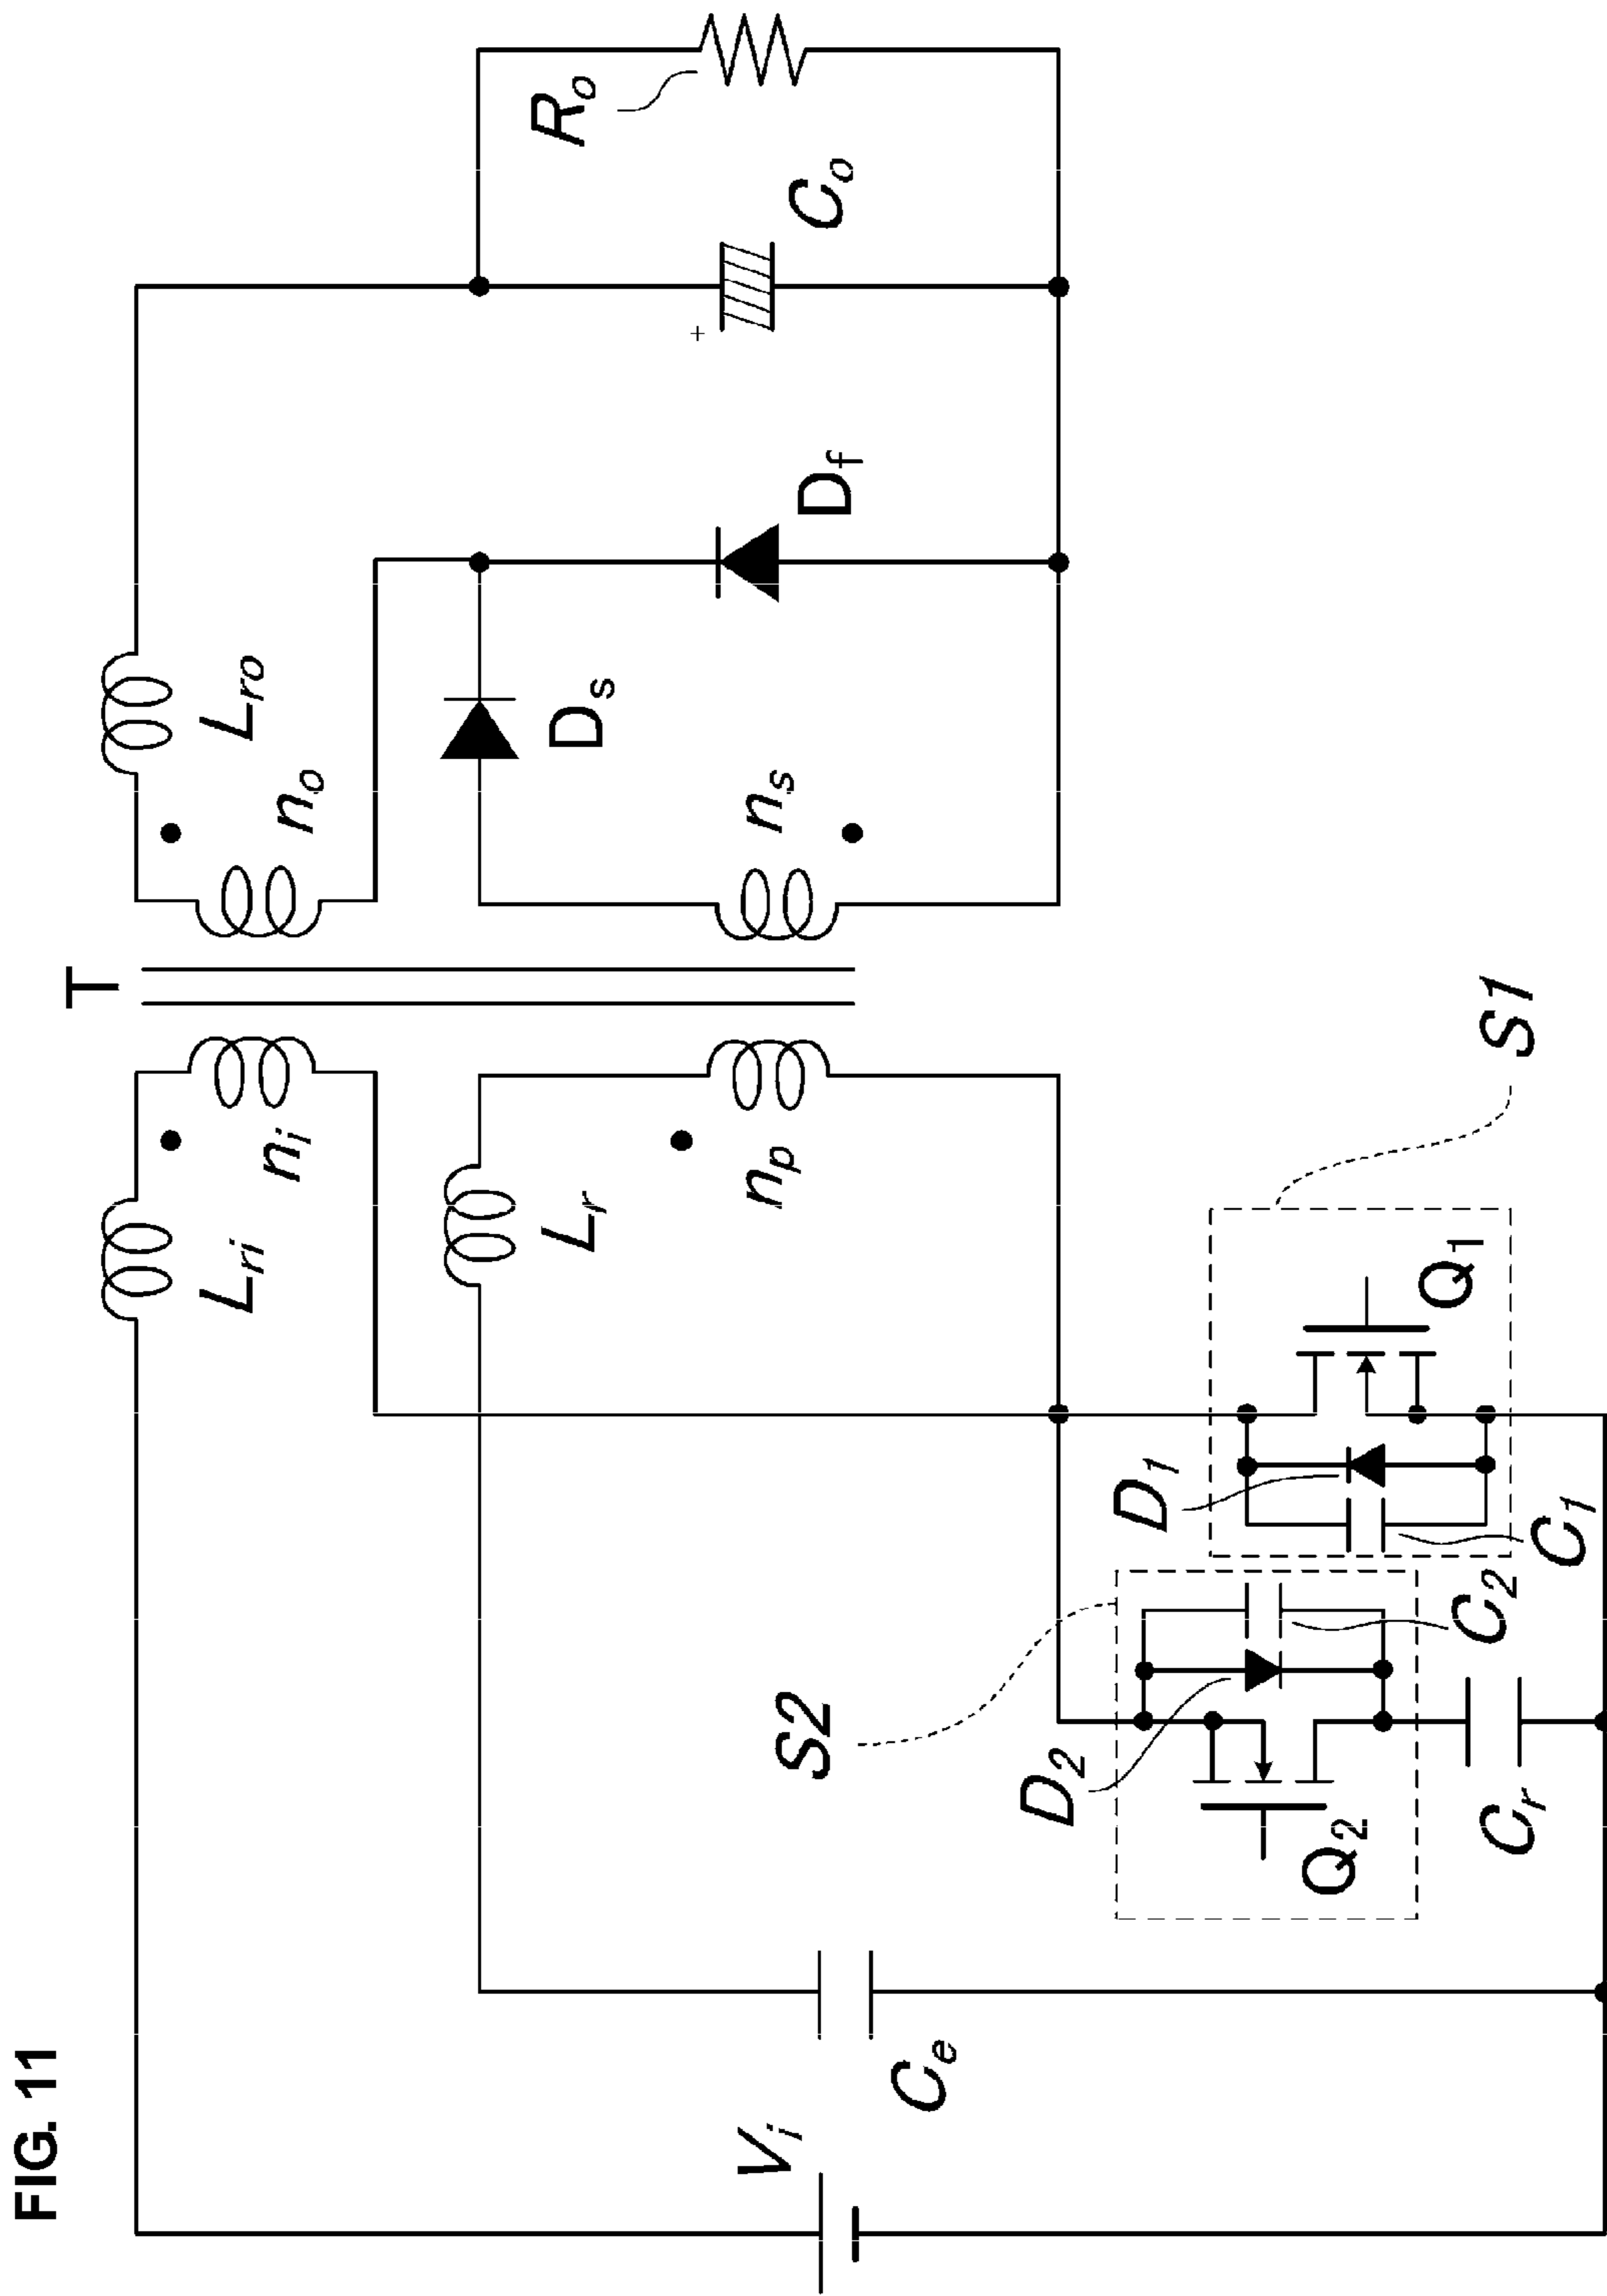 FIG. 11
T
L_ri
L_ro
n_i
n_o
R_o
L_r
D_s
+
V_i
n_p
n_s
S2
C_o
D_f
C_e
D_2
D_1
Q_2
Q_1
C_2
S1
C_r
C_1